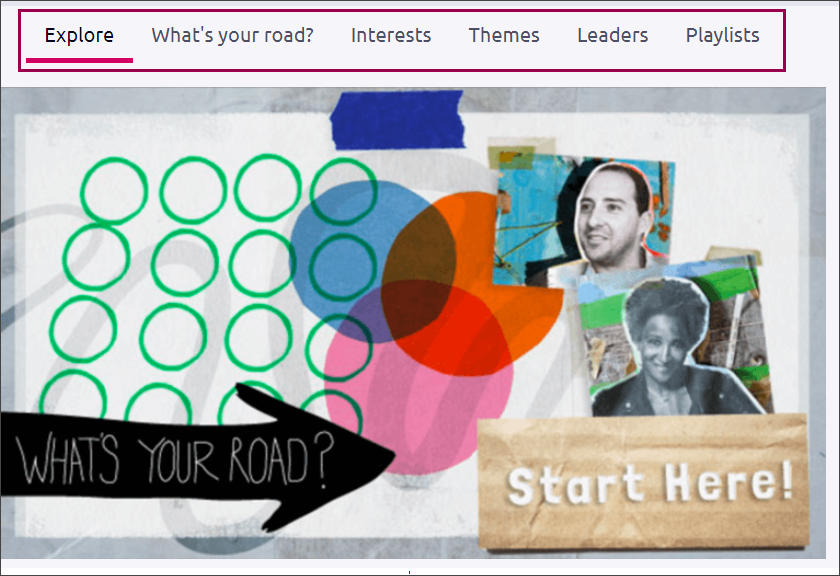 Explore What's your road? Interests Themes Leaders Playlists
WHAT'S YOUR ROAD?
Start Here!